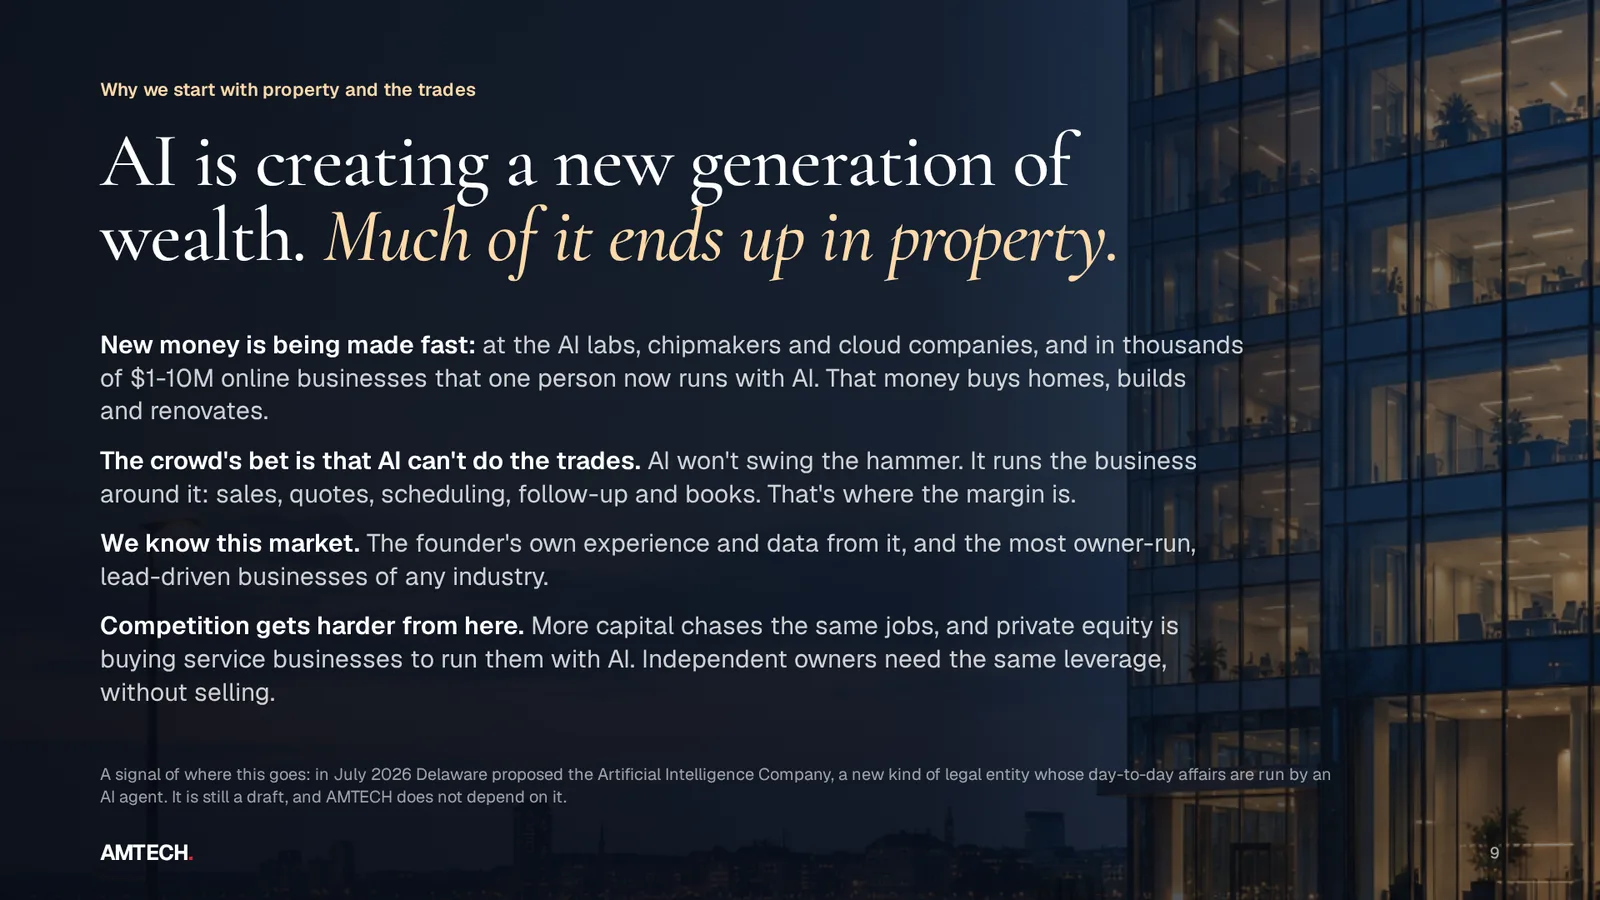 Why we start with property and the trades
AI is creating a new generation of
wealth. Much of it ends up in property.
New money is being made fast: at the AI labs, chipmakers and cloud companies, and in thousands
of $1-10M online businesses that one person now runs with AI. That money buys homes, builds
and renovates.
The crowd's bet is that AI can't do the trades. AI won't swing the hammer. It runs the business
around it: sales, quotes, scheduling, follow-up and books. That's where the margin is.
We know this market. The founder's own experience and data from it, and the most owner-run,
lead-driven businesses of any industry.
Competition gets harder from here. More capital chases the same jobs, and private equity is
buying service businesses to run them with AI. Independent owners need the same leverage,
without selling.
A signal of where this goes: in July 2026 Delaware proposed the Artificial Intelligence Company, a new kind of legal entity whose day-to-day affairs are run by an
AI agent. It is still a draft, and AMTECH does not depend on it.
AMTECH.
9